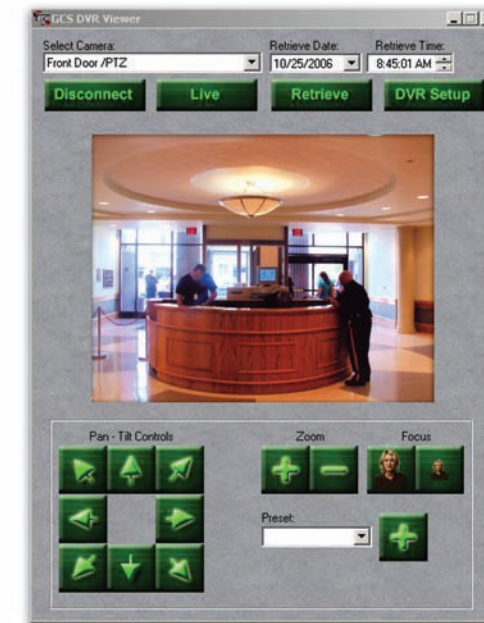 GCS DVR Viewer
Select Camera: Retrieve Date: Retrieve Time:
Front Door /PTZ 10/25/2006 8:45:01 AM
Disconnect Live Retrieve DVR Setup
Pan - Tilt Controls Zoom Focus
Preset: